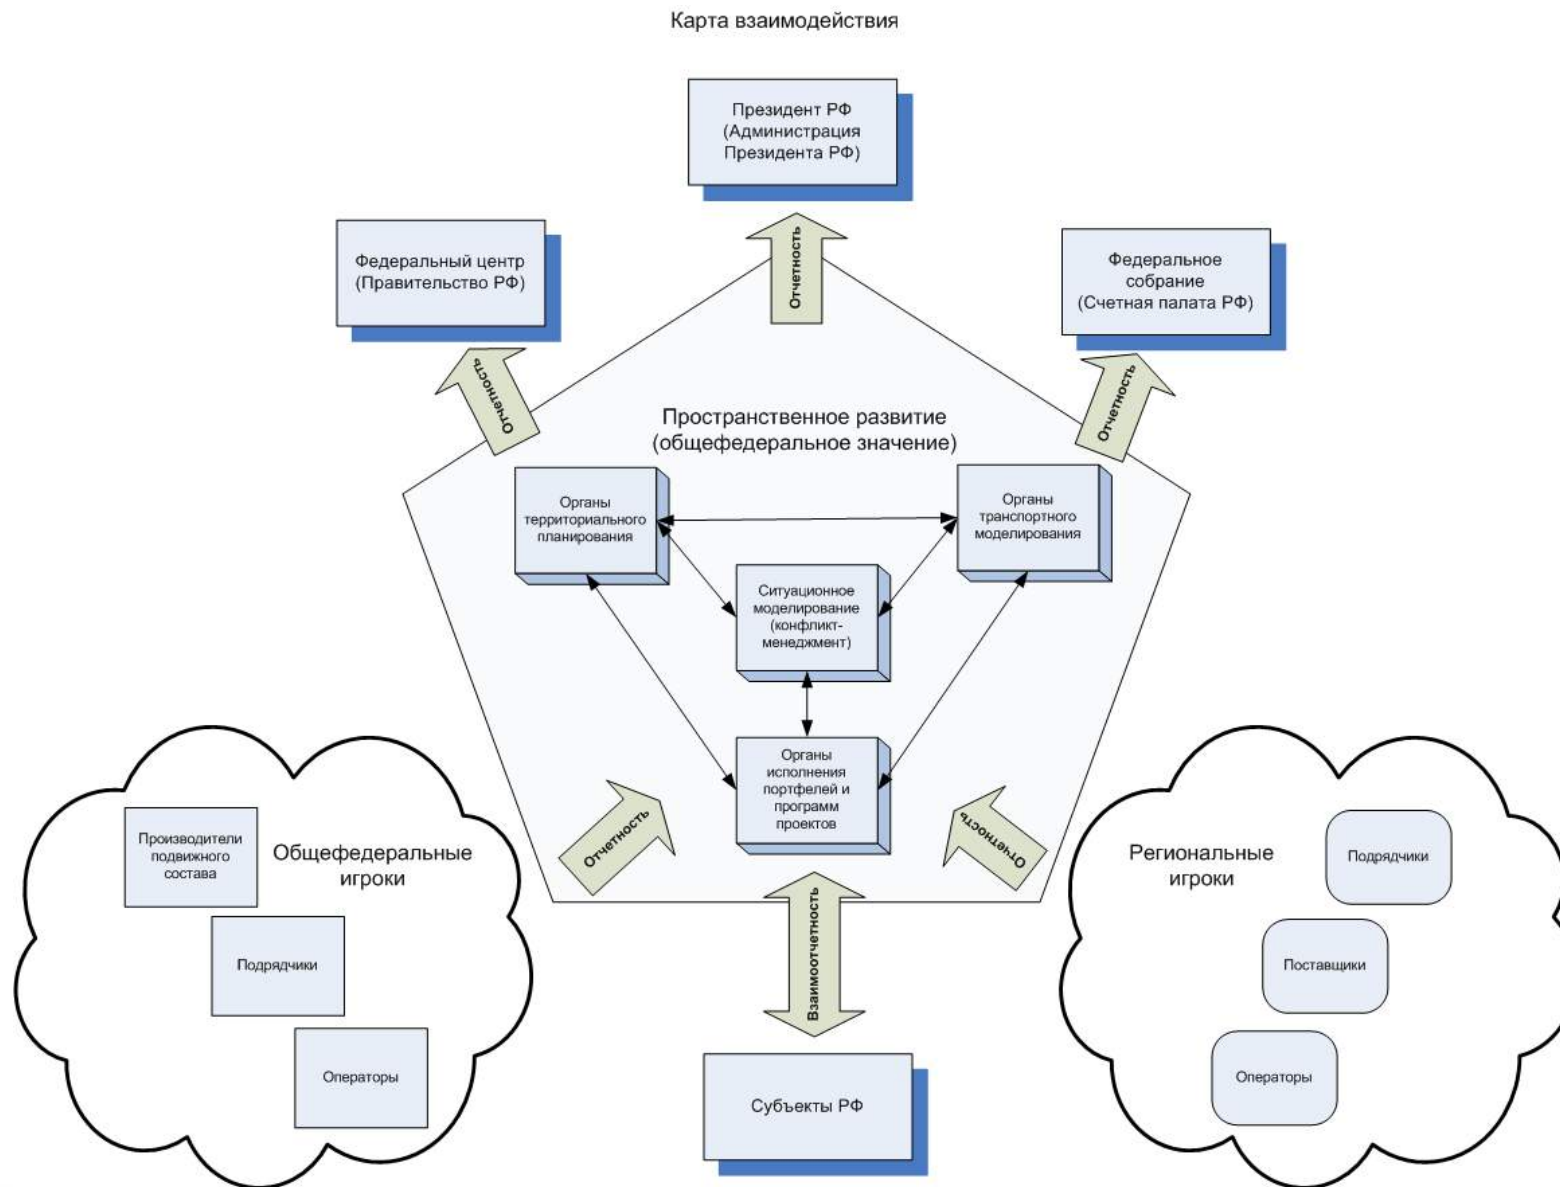 Карта взаимодействия
Президент РФ
(Администрация
Президента РФ)
Федеральный центр
(Правительство РФ)
Федеральное
собрание
(Счетная палата РФ)
Отчетность
Отчетность
Отчетность
Пространственное развитие
(общефедеральное значение)
Органы
территориального
планирования
Органы
транспортного
моделирования
Ситуационное
моделирование
(конфликт-
менеджмент)
Органы
исполнения
портфелей и
программ
проектов
Отчетность
Отчетность
Взаимоотчетность
Производители
подвижного
состава
Общефедеральные
игроки
Подрядчики
Операторы
Региональные
игроки
Подрядчики
Поставщики
Операторы
Субъекты РФ